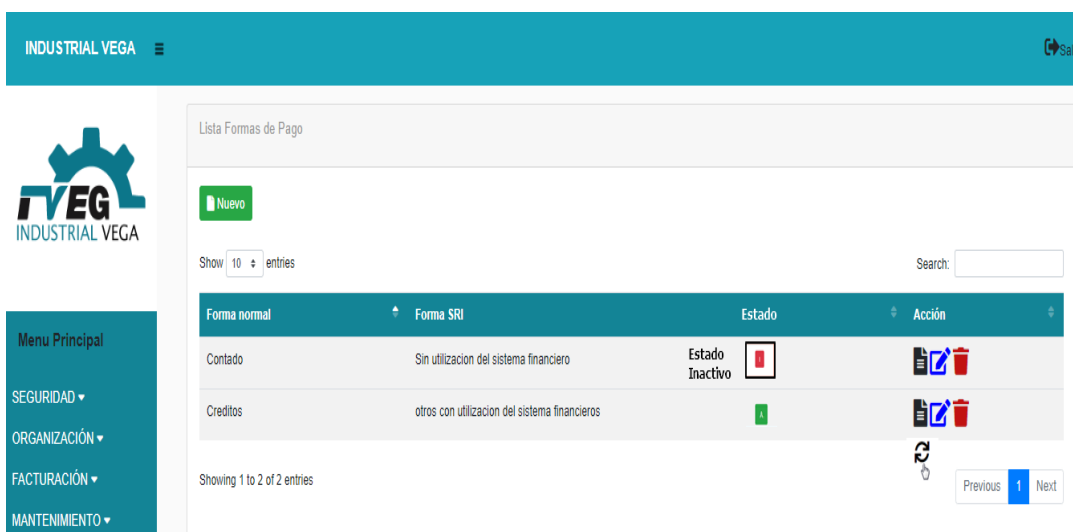 INDUSTRIAL VEGA
Sal
IVEG
INDUSTRIAL VEGA
Menu Principal
SEGURIDAD
ORGANIZACIÓN
FACTURACIÓN
MANTENIMIENTO
Lista Formas de Pago
Nuevo
Show 10 entries
Search:
Forma normal Forma SRI Estado Acción
Contado Sin utilizacion del sistema financiero Estado Inactivo I
Creditos otros con utilizacion del sistema financieros A
Showing 1 to 2 of 2 entries
Previous 1 Next